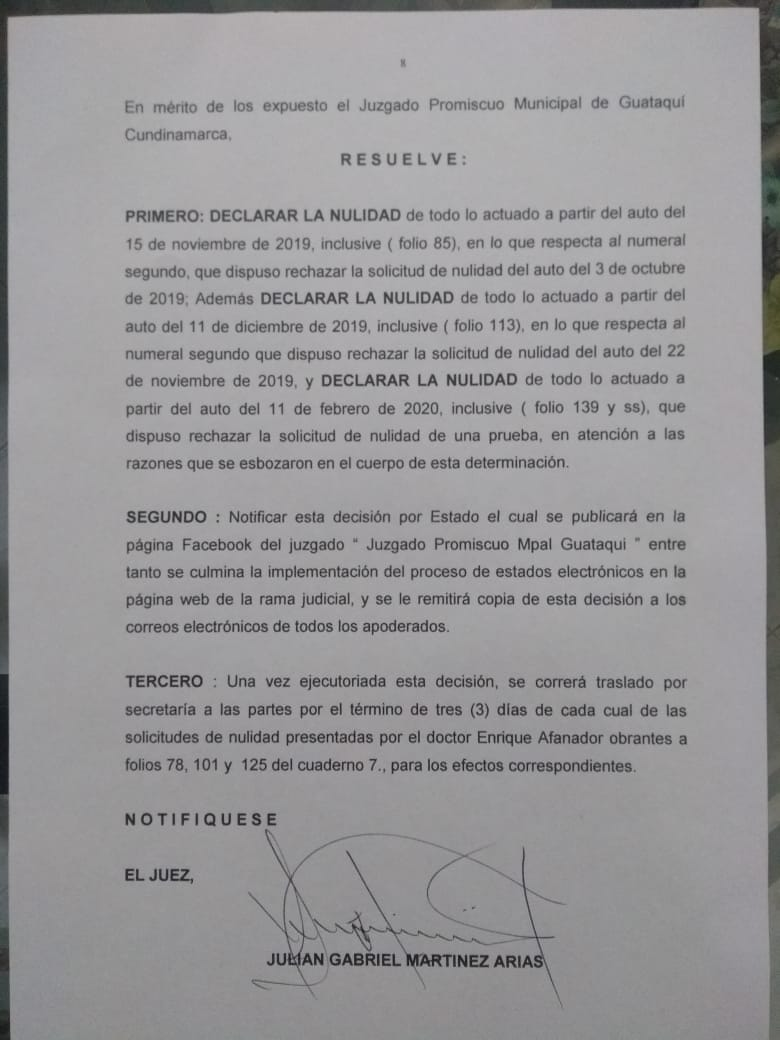 8
En mérito de los expuesto el Juzgado Promiscuo Municipal de Guataquí
Cundinamarca,
RESUELVE:
PRIMERO: DECLARAR LA NULIDAD de todo lo actuado a partir del auto del
15 de noviembre de 2019, inclusive ( folio 85), en lo que respecta al numeral
segundo, que dispuso rechazar la solicitud de nulidad del auto del 3 de octubre
de 2019; Además DECLARAR LA NULIDAD de todo lo actuado a partir del
auto del 11 de diciembre de 2019, inclusive ( folio 113), en lo que respecta al
numeral segundo que dispuso rechazar la solicitud de nulidad del auto del 22
de noviembre de 2019, y DECLARAR LA NULIDAD de todo lo actuado a
partir del auto del 11 de febrero de 2020, inclusive ( folio 139 y ss), que
dispuso rechazar la solicitud de nulidad de una prueba, en atención a las
razones que se esbozaron en el cuerpo de esta determinación.
SEGUNDO : Notificar esta decisión por Estado el cual se publicará en la
página Facebook del juzgado “ Juzgado Promiscuo Mpal Guataqui ” entre
tanto se culmina la implementación del proceso de estados electrónicos en la
página web de la rama judicial, y se le remitirá copia de esta decisión a los
correos electrónicos de todos los apoderados.
TERCERO : Una vez ejecutoriada esta decisión, se correrá traslado por
secretaría a las partes por el término de tres (3) días de cada cual de las
solicitudes de nulidad presentadas por el doctor Enrique Afanador obrantes a
folios 78, 101 y 125 del cuaderno 7., para los efectos correspondientes.
NOTIFIQUESE
EL JUEZ,
JULIAN GABRIEL MARTINEZ ARIAS